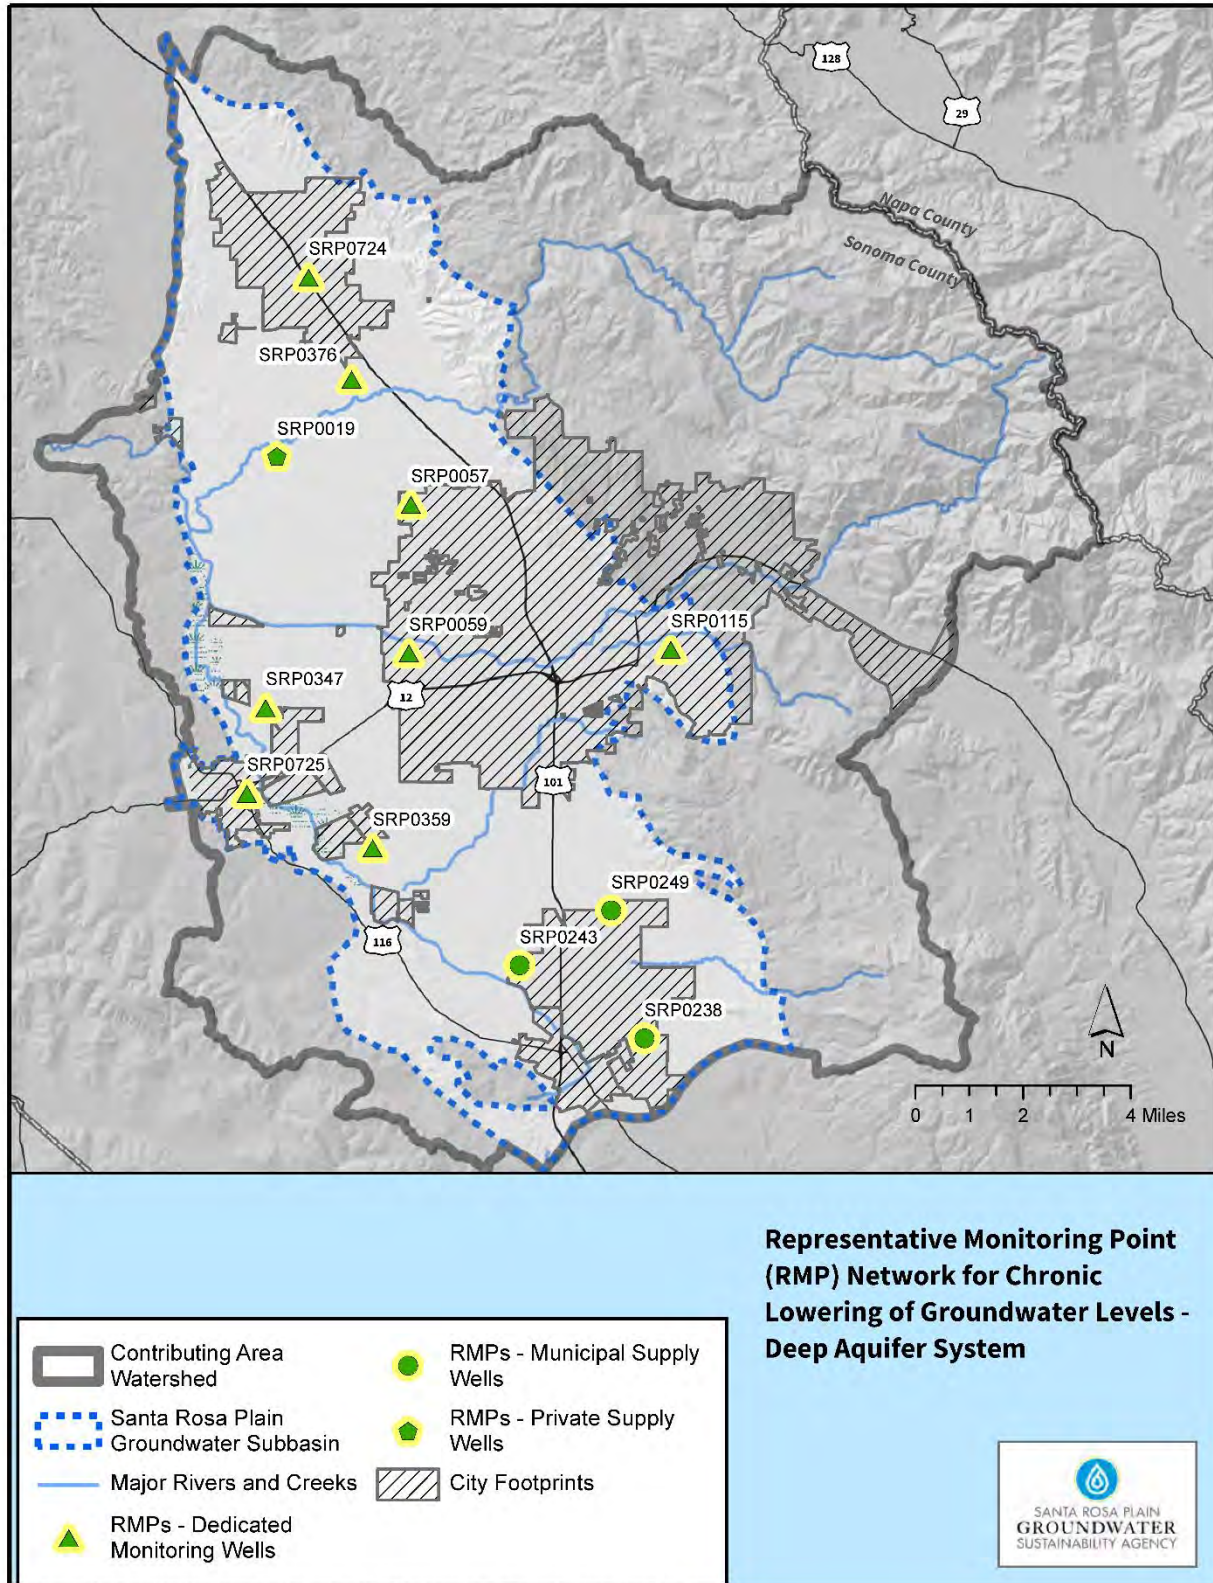 128
29
Napa County
Sonoma County
SRP0724
SRP0376
SRP0019
SRP0057
SRP0059
SRP0115
SRP0347
12
SRP0725
101
SRP0359
SRP0249
SRP0243
116
SRP0238
N
0 1 2 4 Miles
Representative Monitoring Point
(RMP) Network for Chronic
Lowering of Groundwater Levels -
Deep Aquifer System
Contributing Area
Watershed
Santa Rosa Plain
Groundwater Subbasin
Major Rivers and Creeks
RMPs - Dedicated
Monitoring Wells
RMPs - Municipal Supply
Wells
RMPs - Private Supply
Wells
City Footprints
SANTA ROSA PLAIN
GROUNDWATER
SUSTAINABILITY AGENCY